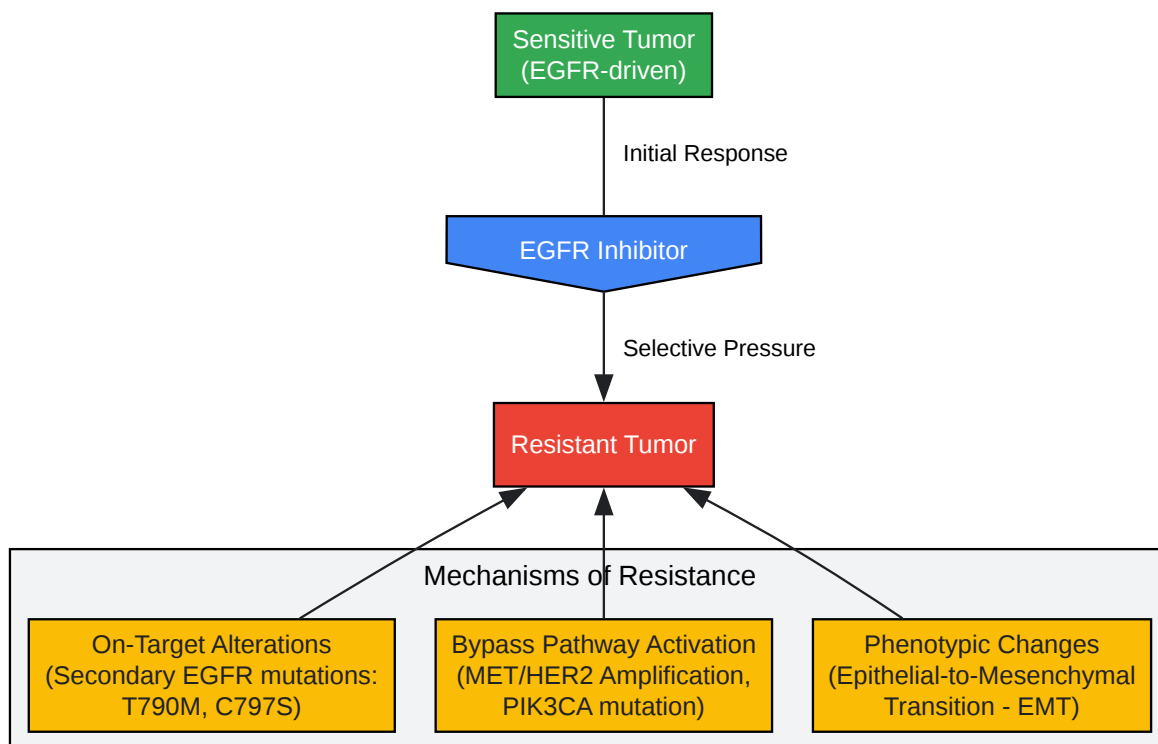 Sensitive Tumor
(EGFR-driven)
Initial Response
EGFR Inhibitor
Selective Pressure
Resistant Tumor
Mechanisms of Resistance
On-Target Alterations
(Secondary EGFR mutations:
T790M, C797S)
Bypass Pathway Activation
(MET/HER2 Amplification,
PIK3CA mutation)
Phenotypic Changes
(Epithelial-to-Mesenchymal
Transition - EMT)